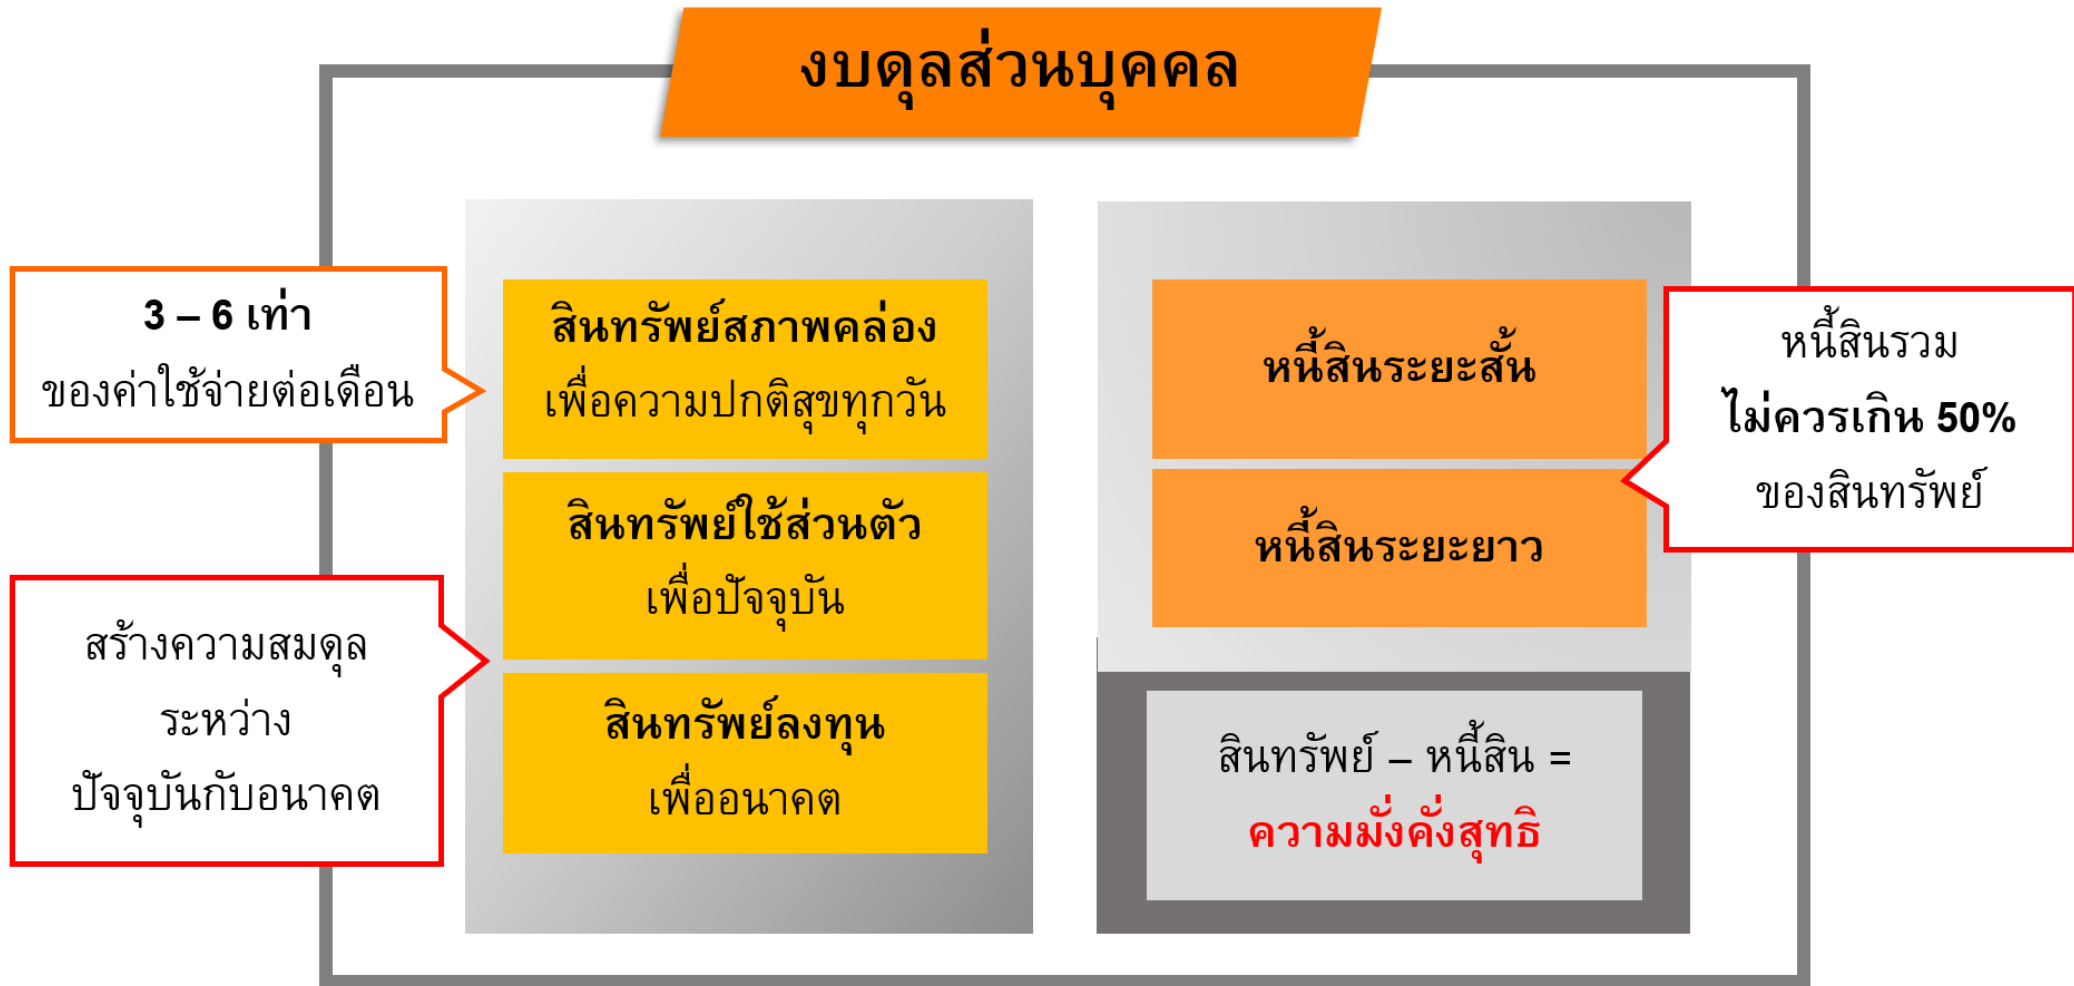 งบดุลส่วนบุคคล
3 – 6 เท่า
ของค่าใช้จ่ายต่อเดือน
สร้างความสมดุล
ระหว่าง
ปัจจุบันกับอนาคต
สินทรัพย์สภาพคล่อง
เพื่อความปกติสุขทุกวัน
สินทรัพย์ใช้ส่วนตัว
เพื่อปัจจุบัน
สินทรัพย์ลงทุน
เพื่ออนาคต
หนี้สินระยะสั้น
หนี้สินระยะยาว
สินทรัพย์ – หนี้สิน =
ความมั่งคั่งสุทธิ
หนี้สินรวม
ไม่ควรเกิน 50%
ของสินทรัพย์